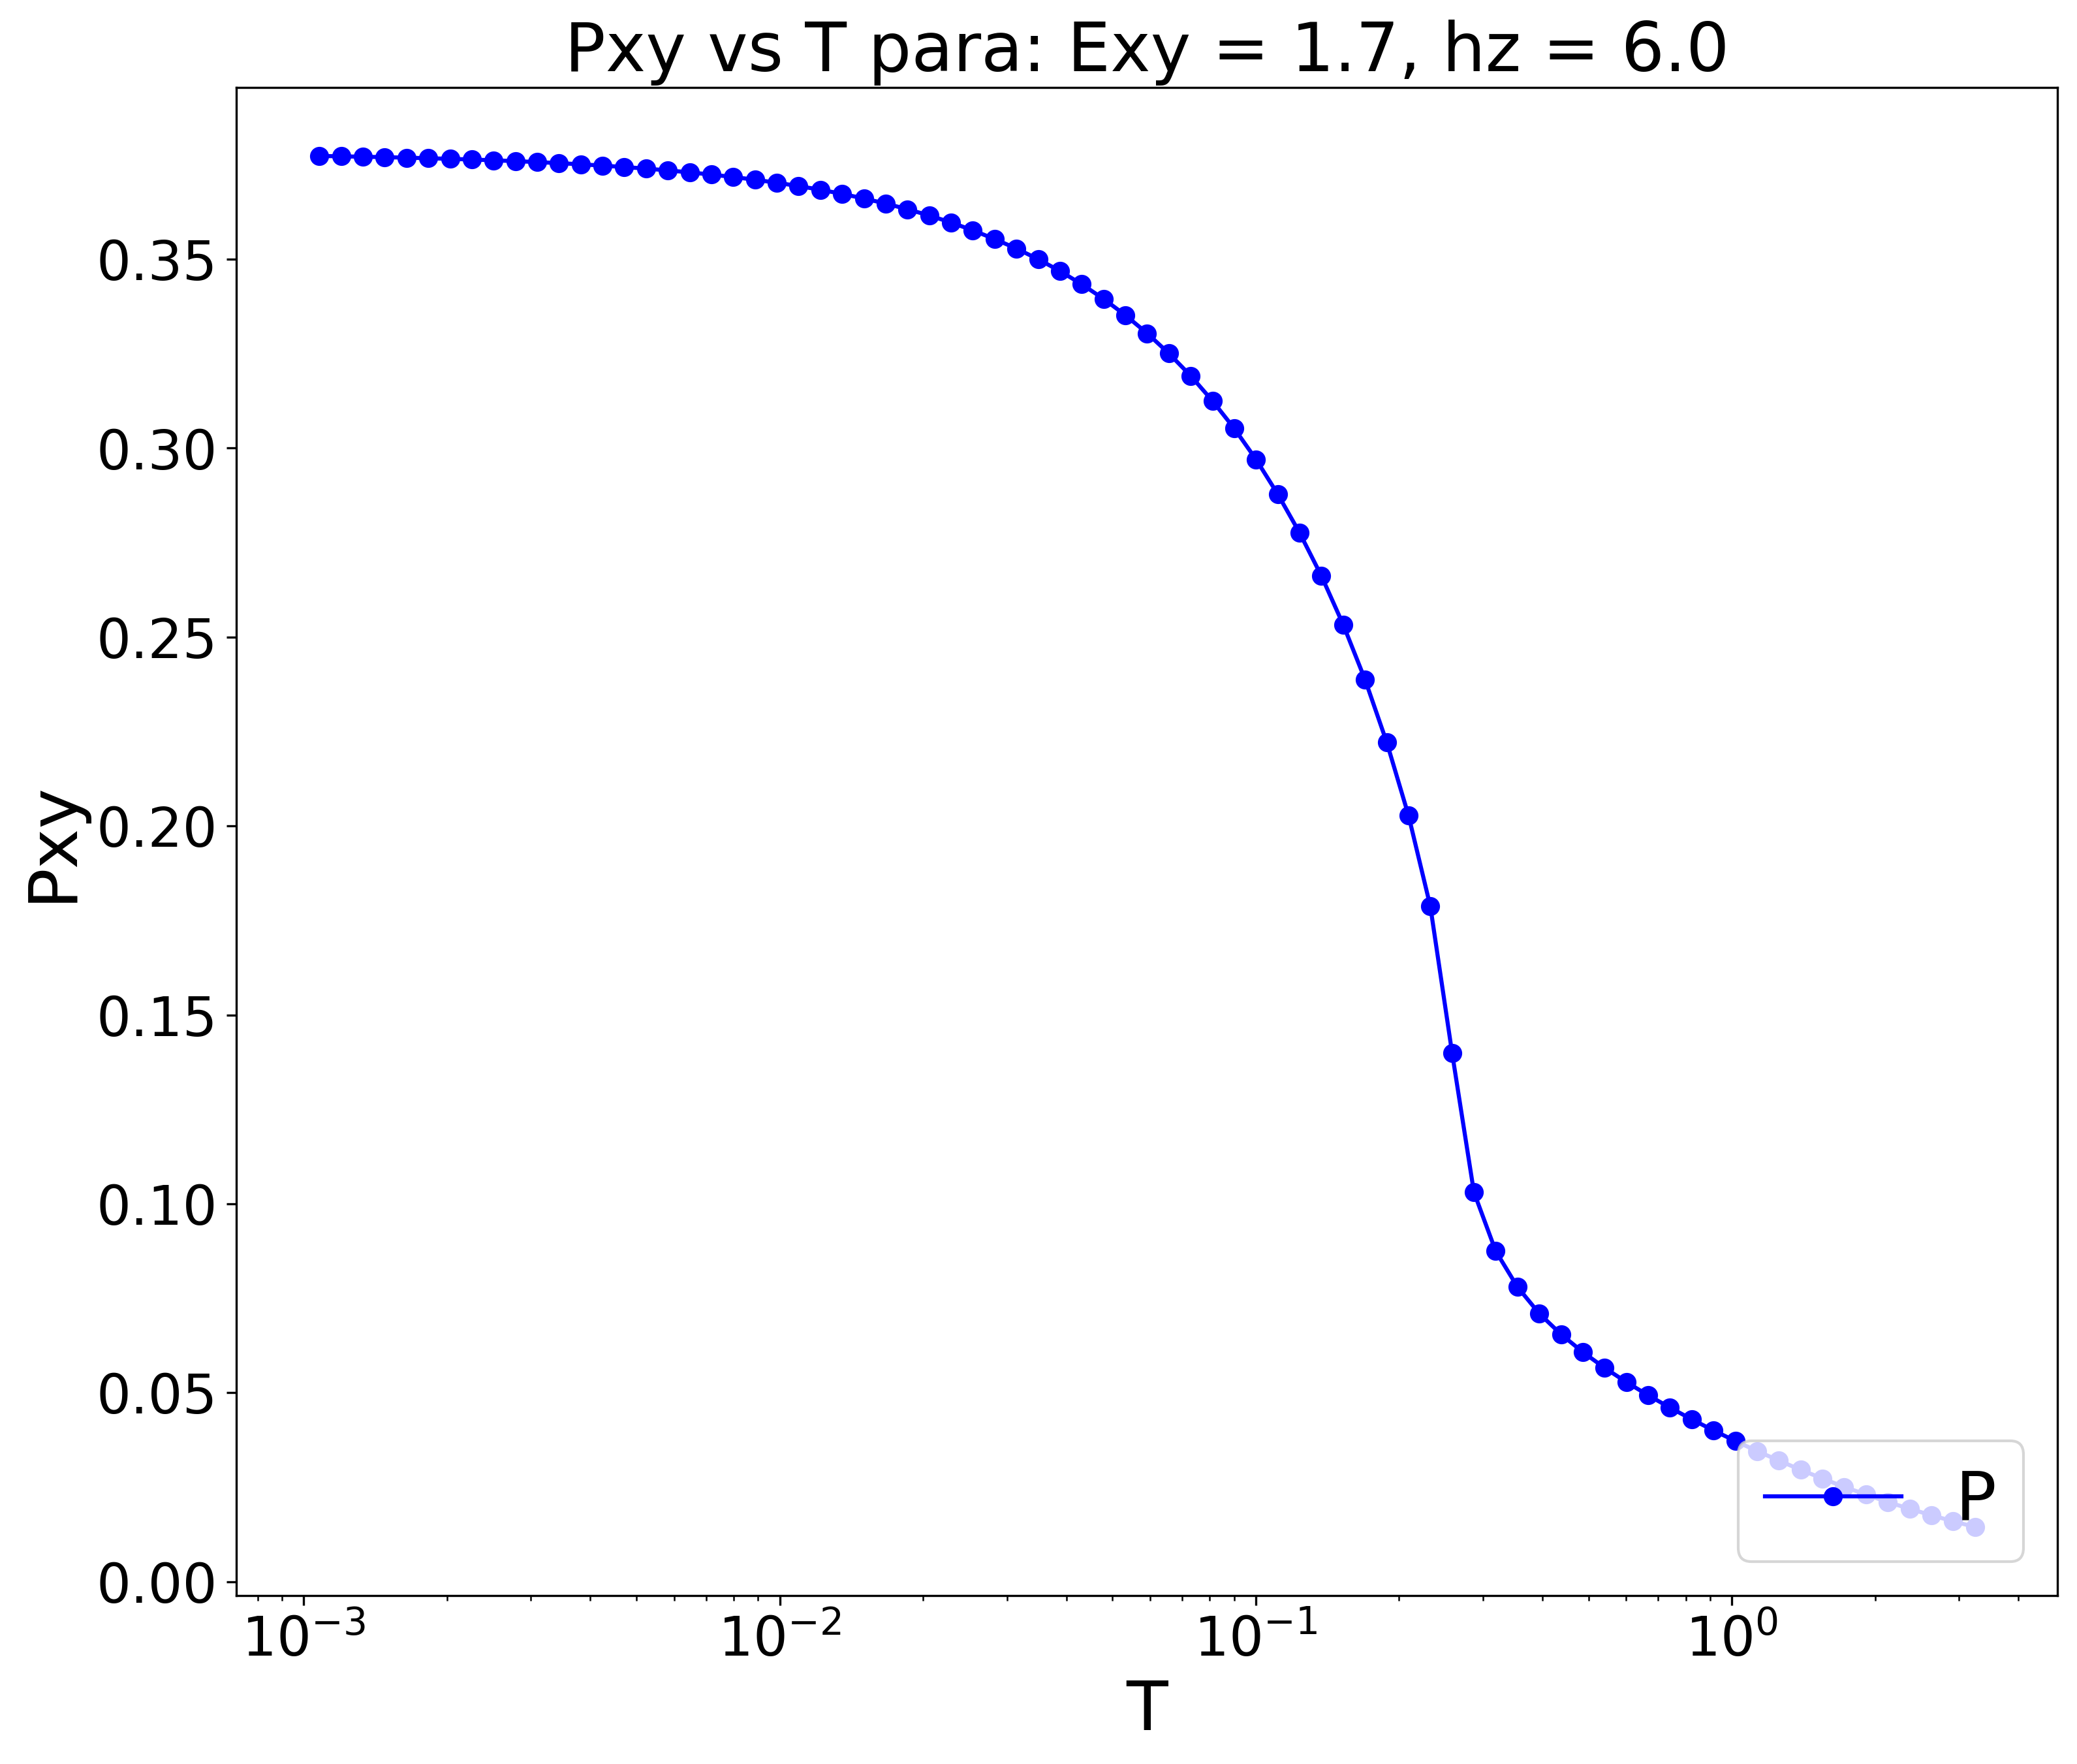 Pxy vs T para: Exy = 1.7, hz = 6.0
Pxy
0.35
0.30
0.25
0.20
0.15
0.10
0.05
0.00
P
10⁻³ 10⁻² 10⁻¹ 10⁰
T